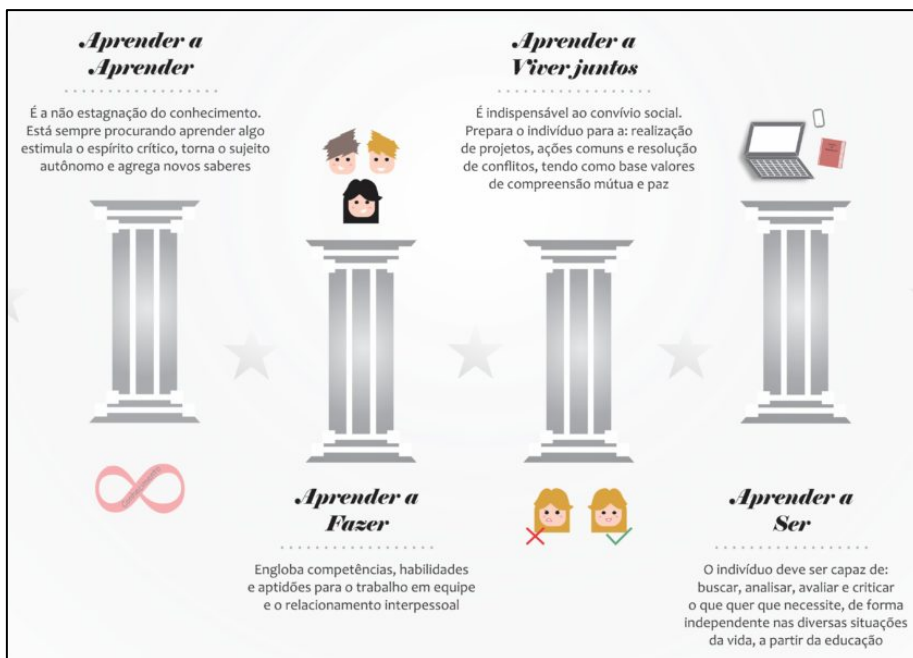 Aprender a
Aprender
É a não estagnação do conhecimento.
Está sempre procurando aprender algo
estimula o espírito crítico, torna o sujeito
autônomo e agrega novos saberes
Conhecimento
Aprender a
Fazer
Engloba competências, habilidades
e aptidões para o trabalho em equipe
e o relacionamento interpessoal
Aprender a
Viver juntos
É indispensável ao convívio social.
Prepara o indivíduo para a: realização
de projetos, ações comuns e resolução
de conflitos, tendo como base valores
de compreensão mútua e paz
Aprender a
Ser
O indivíduo deve ser capaz de:
buscar, analisar, avaliar e criticar
o que quer que necessite, de forma
independente nas diversas situações
da vida, a partir da educação